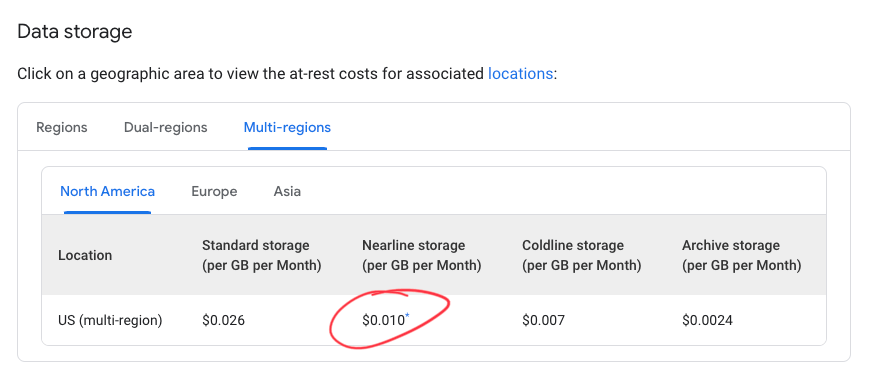 Data storage
Click on a geographic area to view the at-rest costs for associated locations:
Regions Dual-regions Multi-regions
North America Europe Asia
Location Standard storage (per GB per Month) Nearline storage (per GB per Month) Coldline storage (per GB per Month) Archive storage (per GB per Month)
US (multi-region) $0.026 $0.010* $0.007 $0.0024